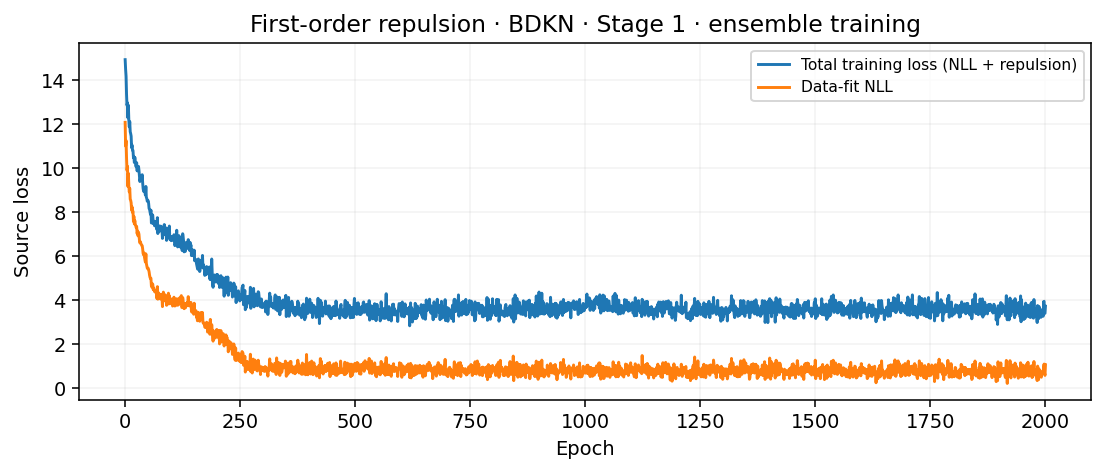 First-order repulsion · BDKN · Stage 1 · ensemble training
Total training loss (NLL + repulsion)
Data-fit NLL
Source loss
14
12
10
8
6
4
2
0
0 250 500 750 1000 1250 1500 1750 2000
Epoch